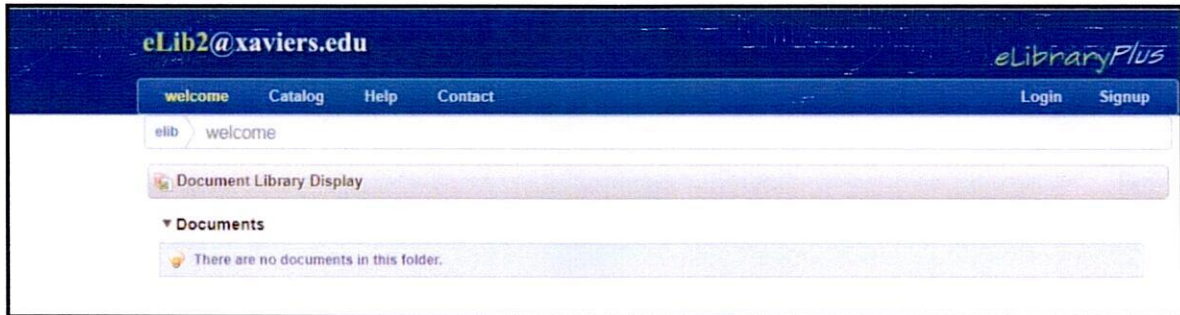 eLib2@xaviers.edu
eLibraryPlus
welcome Catalog Help Contact Login Signup
elib welcome
Document Library Display
Documents
There are no documents in this folder.